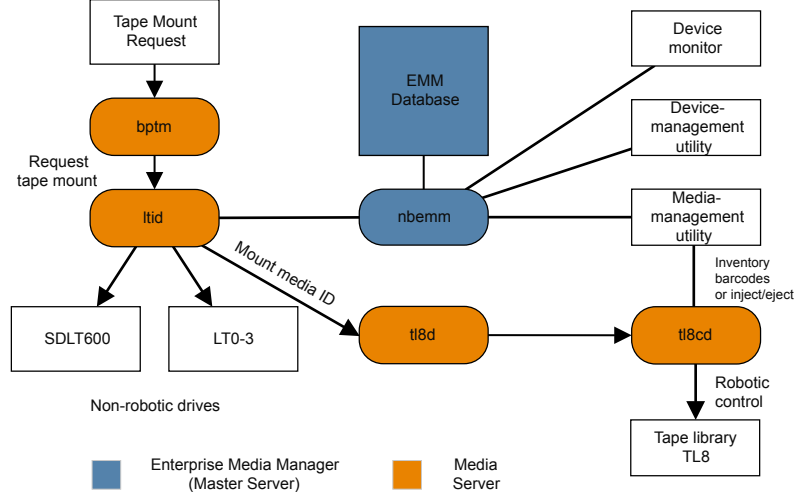 Tape Mount
Request
EMM
Database
Device
monitor
bptm
Device-
management
utility
Request
tape mount
ltid
nbemm
Media-
management
utility
Mount media ID
Inventory
barcodes
or inject/eject
SDLT600
LT0-3
tl8d
tl8cd
Non-robotic drives
Robotic
control
Tape library
TL8
Enterprise Media Manager
(Master Server)
Media
Server